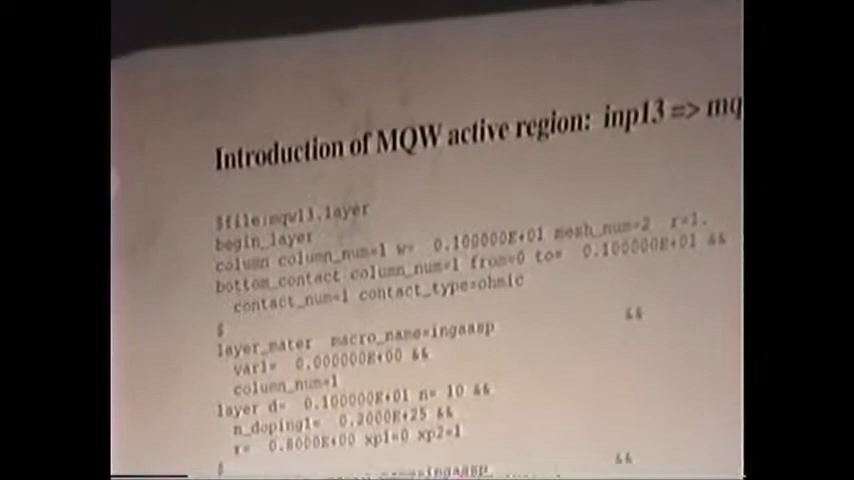 Introduction of MQW active region: inp13 => mq
$file:mqw13.layer
begin_layer
column column_num=1 w= 0.100000E+01 mesh_num=2 r=1.
bottom_contact column_num=1 from=0 to= 0.100000E+01 &&
contact_num=1 contact_type=ohmic
$
layer_mater macro_name=ingaasp &&
var1= 0.000000E+00 &&
column_num=1
layer d= 0.100000E+01 n= 10 &&
n_doping1= 0.2000E+25 &&
r= 0.8000E+00 xp1=0 xp2=1
$
=ingaasp &&